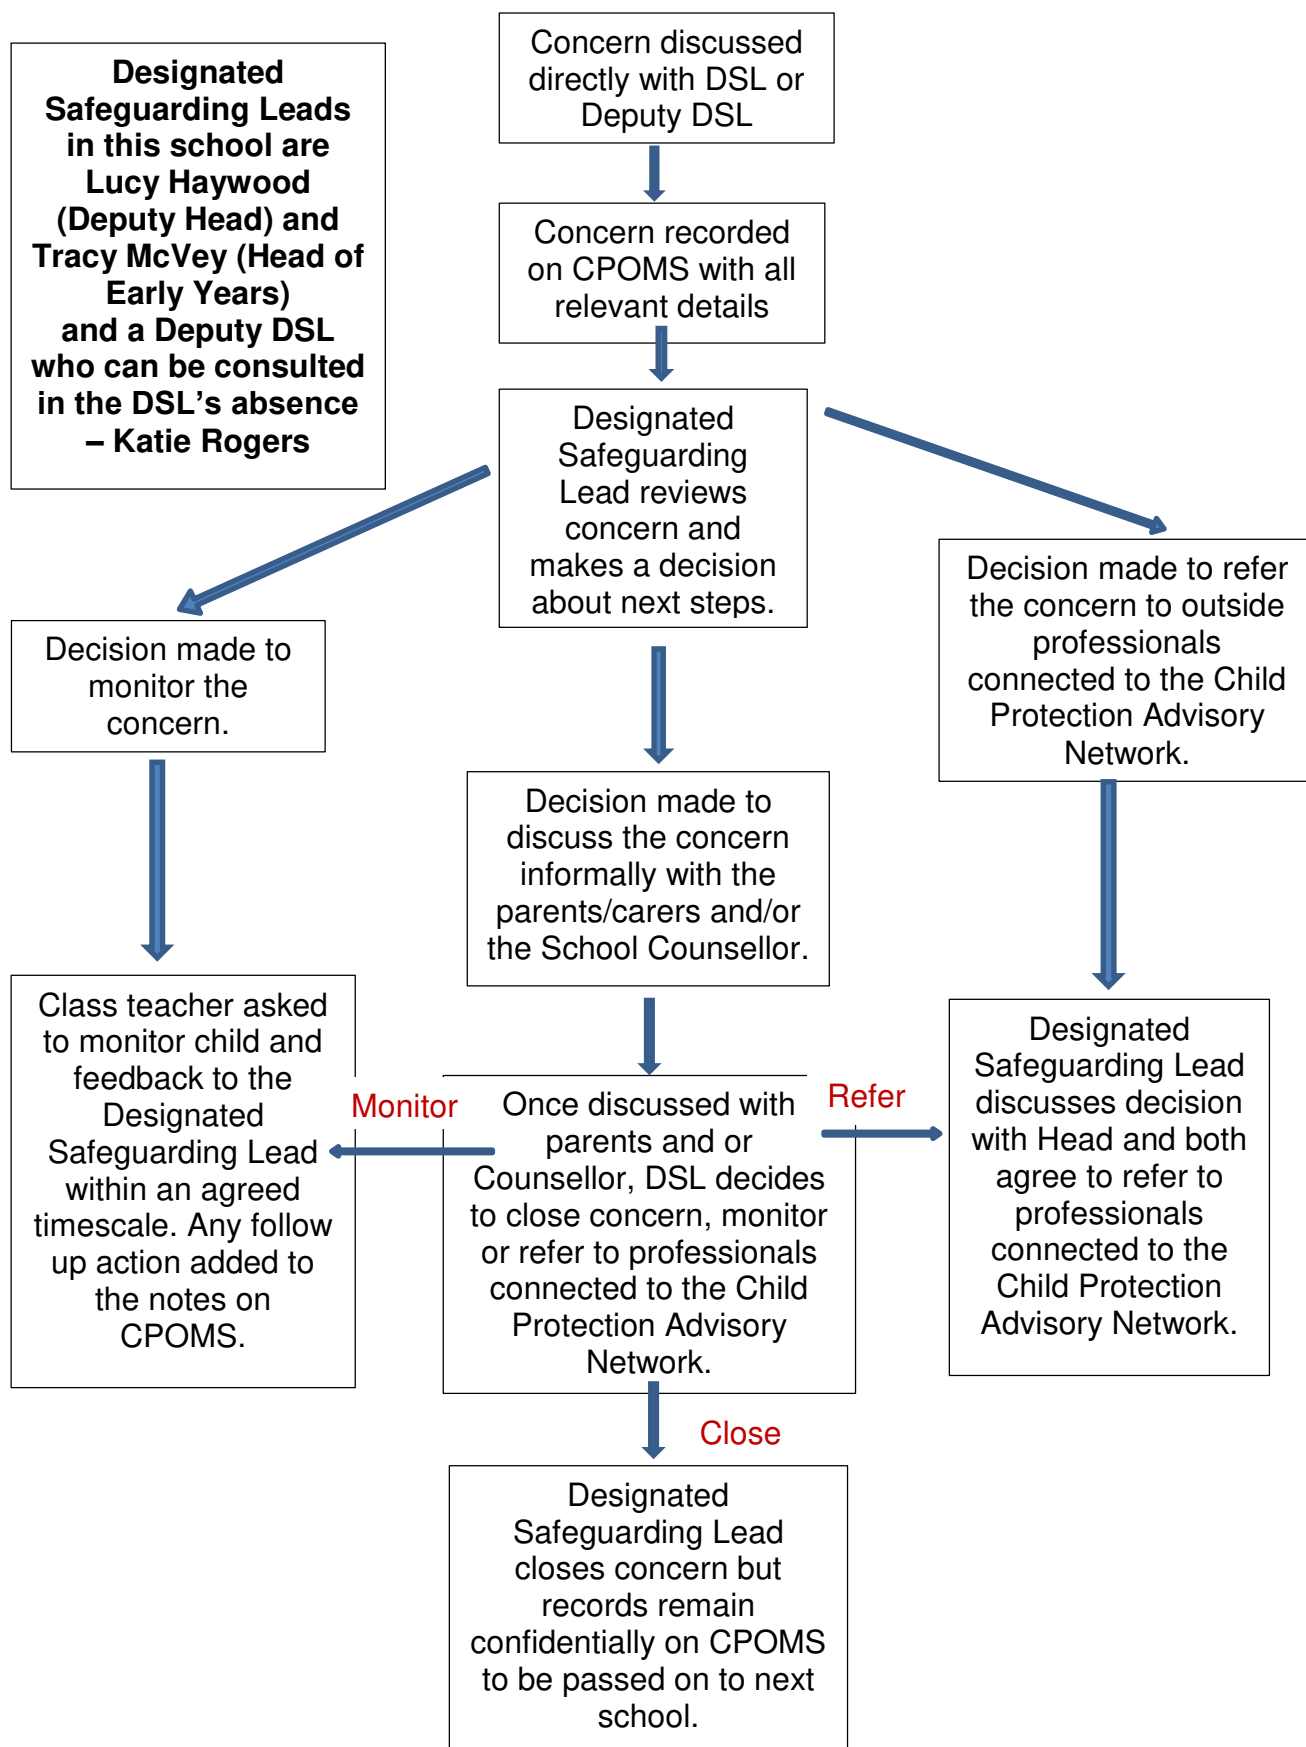 Designated
Safeguarding Leads
in this school are
Lucy Haywood
(Deputy Head) and
Tracy McVey (Head of
Early Years)
and a Deputy DSL
who can be consulted
in the DSL’s absence
– Katie Rogers
Concern discussed
directly with DSL or
Deputy DSL
Concern recorded
on CPOMS with all
relevant details
Designated
Safeguarding
Lead reviews
concern and
makes a decision
about next steps.
Decision made to
monitor the
concern.
Decision made to
discuss the concern
informally with the
parents/carers and/or
the School Counsellor.
Decision made to refer
the concern to outside
professionals
connected to the Child
Protection Advisory
Network.
Class teacher asked
to monitor child and
feedback to the
Designated
Safeguarding Lead
within an agreed
timescale. Any follow
up action added to
the notes on
CPOMS.
Monitor
Once discussed with
parents and or
Counsellor, DSL decides
to close concern, monitor
or refer to professionals
connected to the Child
Protection Advisory
Network.
Refer
Designated
Safeguarding Lead
discusses decision
with Head and both
agree to refer to
professionals
connected to the
Child Protection
Advisory Network.
Close
Designated
Safeguarding Lead
closes concern but
records remain
confidentially on CPOMS
to be passed on to next
school.